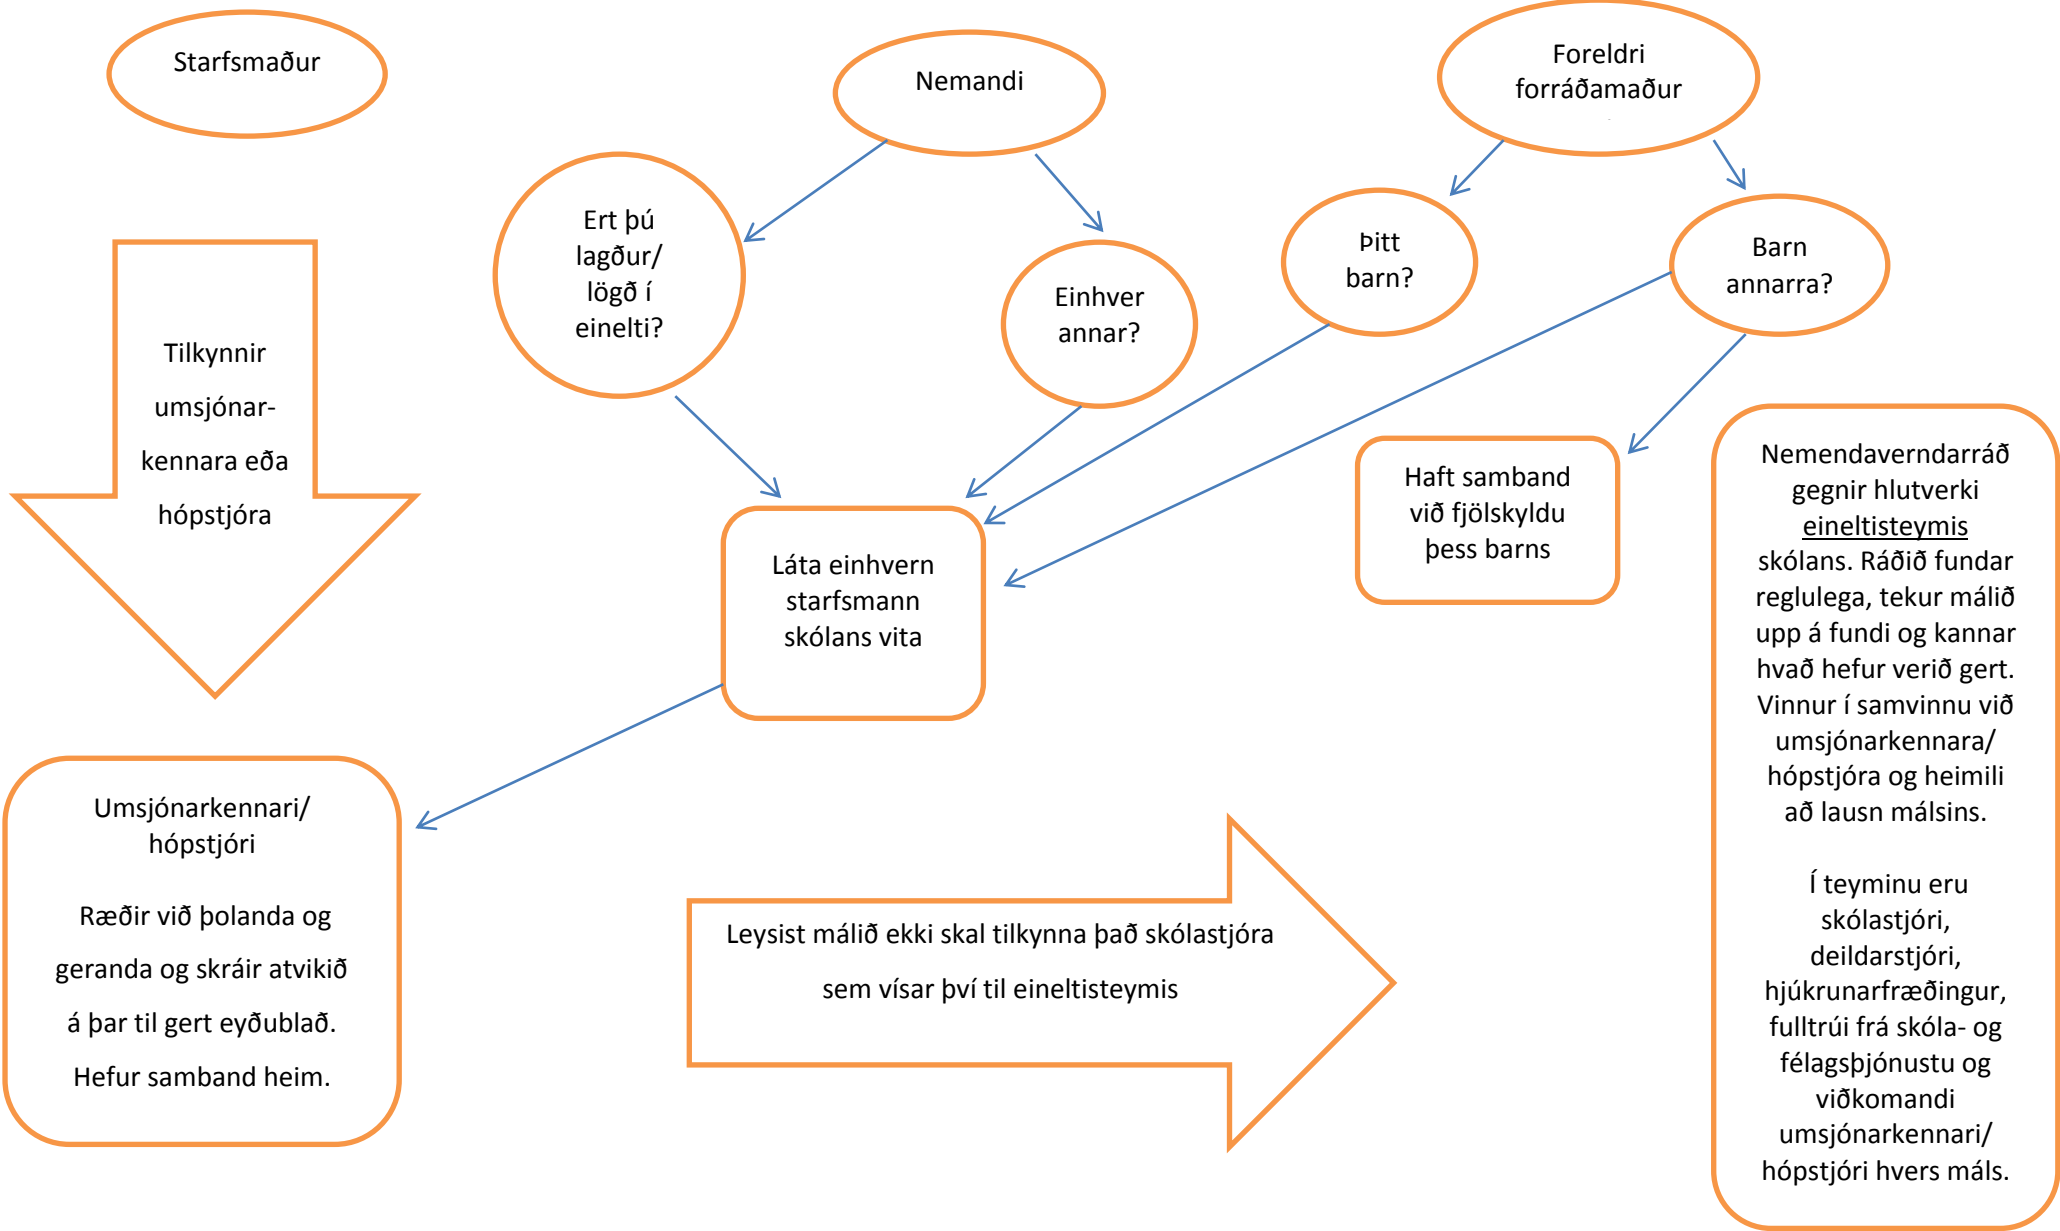 Starfsmaður
Nemandi
Foreldri
forráðamaður
Ert þú
lagður/
lögð í
einelti?
Einhver
annar?
Þitt
barn?
Barn
annarra?
Tilkynnir
umsjónar-
kennara eða
hópstjóra
Láta einhvern
starfsmann
skólans vita
Haft samband
við fjölskyldu
þess barns
Umsjónarkennari/
hópstjóri
Ræðir við þolanda og
geranda og skráir atvikið
á þar til gert eyðublað.
Hefur samband heim.
Leysist málið ekki skal tilkynna það skólastjóra
sem vísar því til eineltisteymis
Nemendaverndarráð
gegnir hlutverki
eineltisteymis
skólans. Ráðið fundar
reglulega, tekur málið
upp á fundi og kannar
hvað hefur verið gert.
Vinnur í samvinnu við
umsjónarkennara/
hópstjóra og heimili
að lausn málsins.
Í teyminu eru
skólastjóri,
deildarstjóri,
hjúkrunarfræðingur,
fulltrúi frá skóla- og
félagsþjónustu og
viðkomandi
umsjónarkennari/
hópstjóri hvers máls.